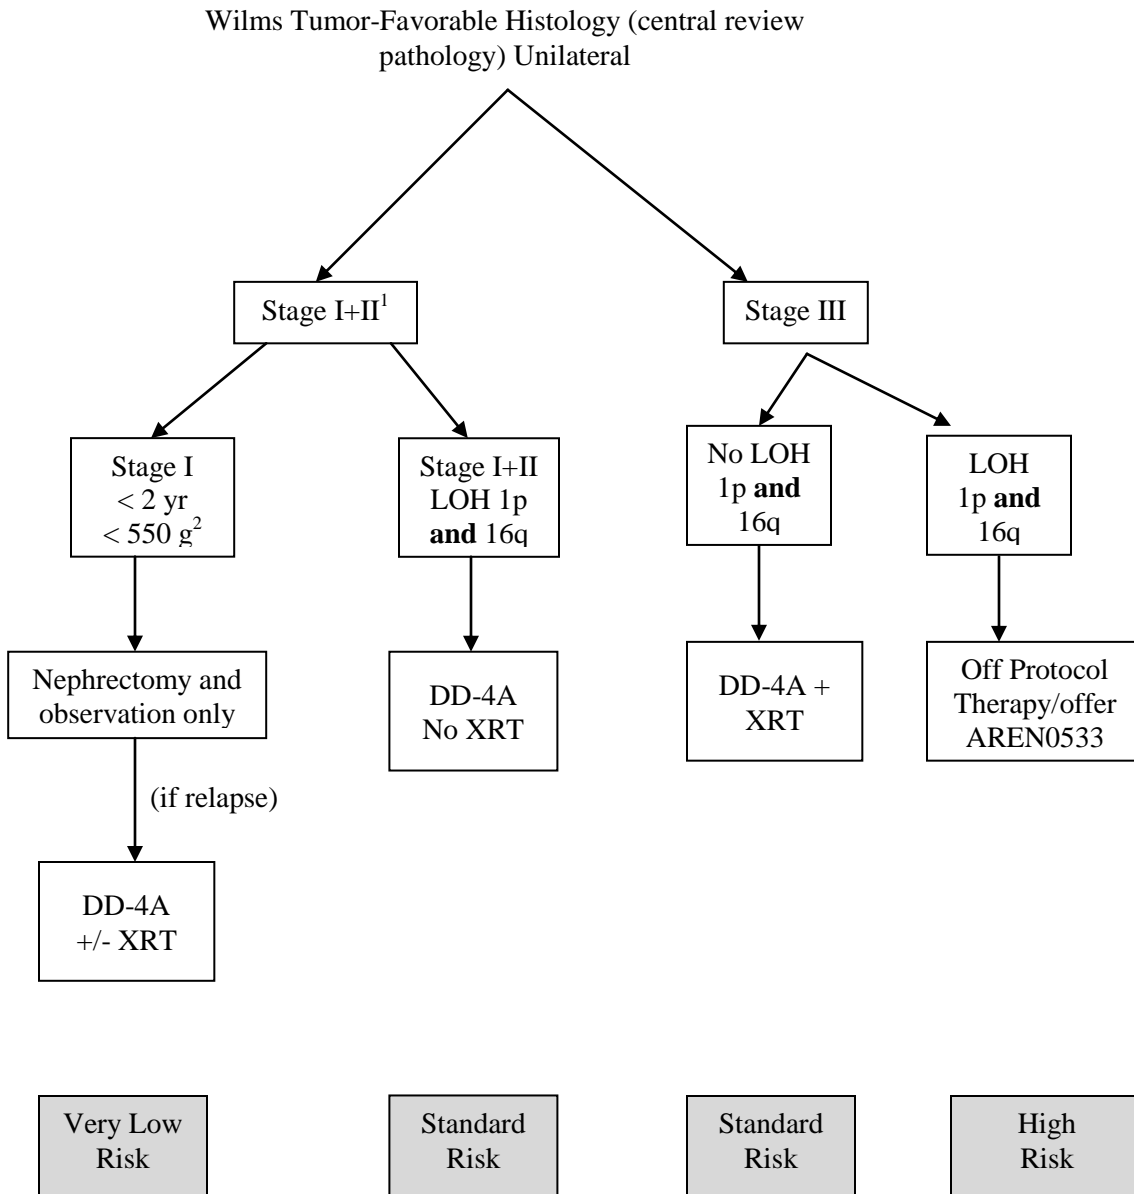 Wilms Tumor-Favorable Histology (central review
pathology) Unilateral
Stage I+II¹
Stage III
Stage I
< 2 yr
< 550 g²
Stage I+II
LOH 1p
and 16q
No LOH
1p and
16q
LOH
1p and
16q
Nephrectomy and
observation only
DD-4A
No XRT
DD-4A +
XRT
Off Protocol
Therapy/offer
AREN0533
(if relapse)
DD-4A
+/- XRT
Very Low
Risk
Standard
Risk
Standard
Risk
High
Risk